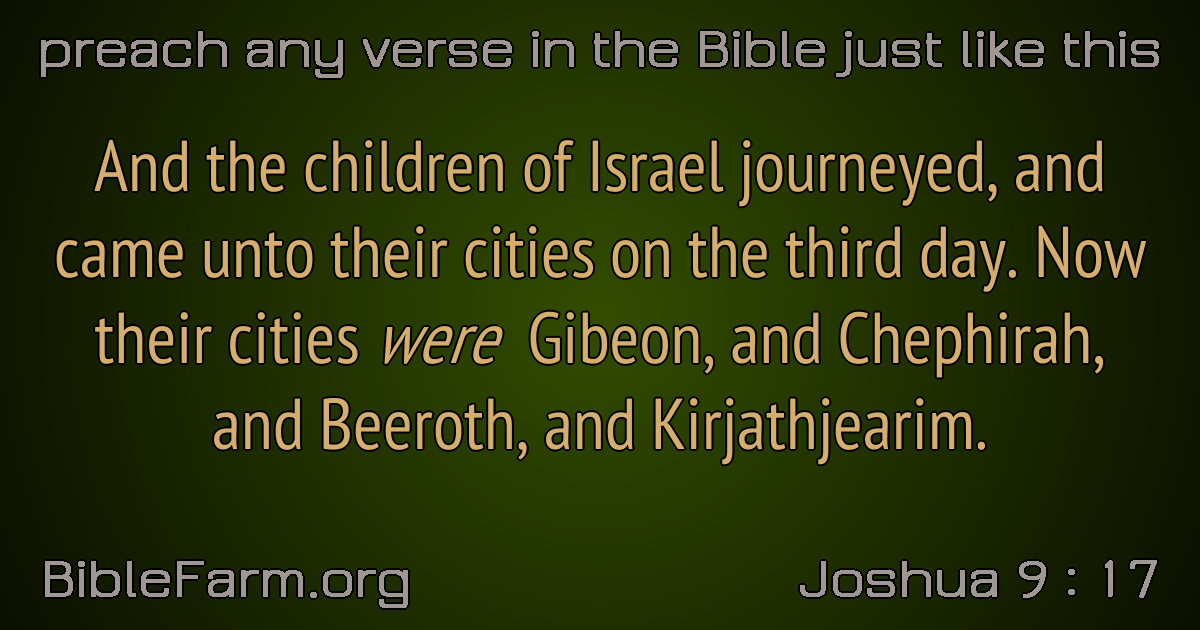 preach any verse in the Bible just like this
And the children of Israel journeyed, and
came unto their cities on the third day. Now
their cities were Gibeon, and Chephirah,
and Beeroth, and Kirjathjearim.
BibleFarm.org
Joshua 9 : 17